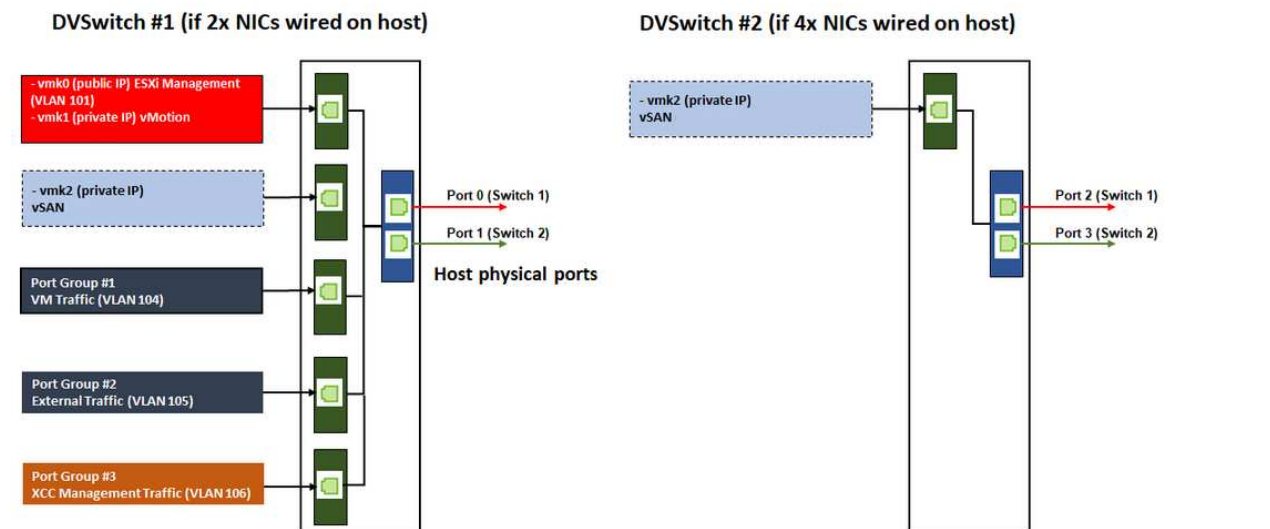 DVSwitch #1 (if 2x NICs wired on host)
- vmk0 (public IP) ESXi Management
(VLAN 101)
- vmk1 (private IP) vMotion
- vmk2 (private IP)
vSAN
Port Group #1
VM Traffic (VLAN 104)
Port Group #2
External Traffic (VLAN 105)
Port Group #3
XCC Management Traffic (VLAN 106)
Port 0 (Switch 1)
Port 1 (Switch 2)
Host physical ports
DVSwitch #2 (if 4x NICs wired on host)
- vmk2 (private IP)
vSAN
Port 2 (Switch 1)
Port 3 (Switch 2)